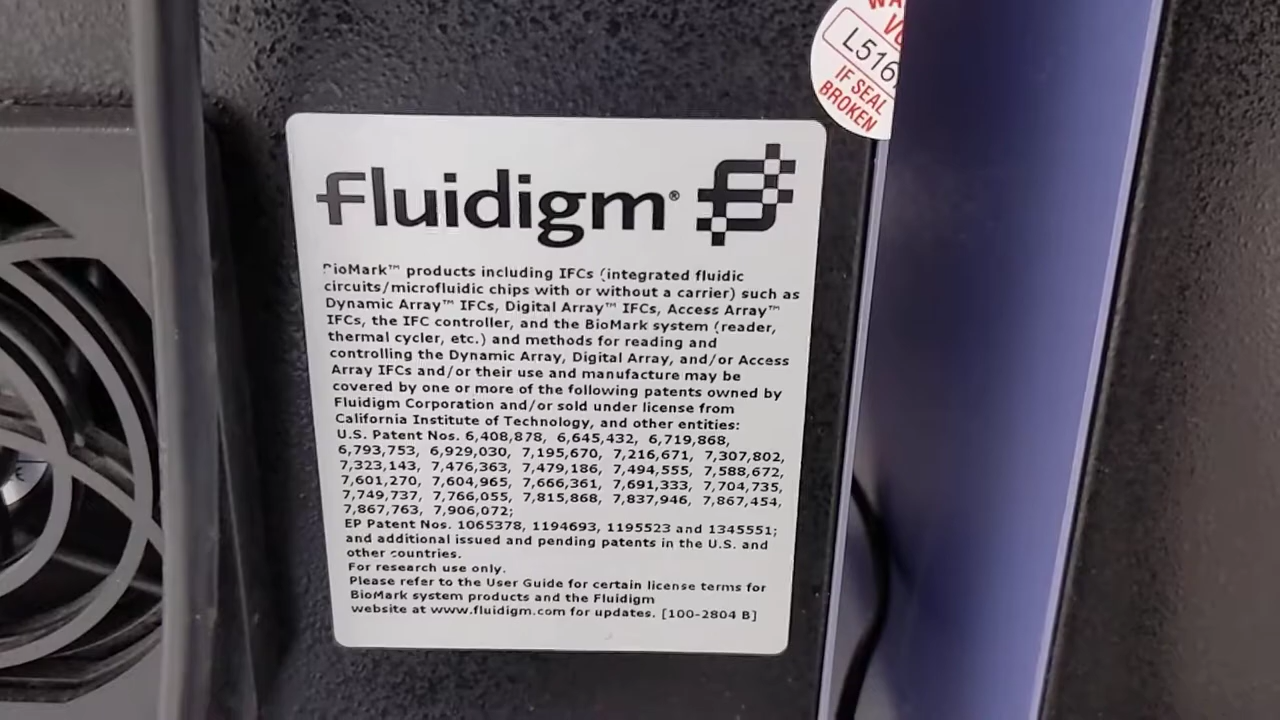 fluidigm®
BioMark™ products including IFCs (integrated fluidic
circuits/microfluidic chips with or without a carrier) such as
Dynamic Array™ IFCs, Digital Array™ IFCs, Access Array™
IFCs, the IFC controller, and the BioMark system (reader,
thermal cycler, etc.) and methods for reading and
controlling the Dynamic Array, Digital Array, and/or Access
Array IFCs and/or their use and manufacture may be
covered by one or more of the following patents owned by
Fluidigm Corporation and/or sold under license from
California Institute of Technology, and other entities:
U.S. Patent Nos. 6,408,878, 6,645,432, 6,719,868,
6,793,753, 6,929,030, 7,195,670, 7,216,671, 7,307,802,
7,323,143, 7,476,363, 7,479,186, 7,494,555, 7,588,672,
7,601,270, 7,604,965, 7,666,361, 7,691,333, 7,704,735,
7,749,737, 7,766,055, 7,815,868, 7,837,946, 7,867,454,
7,867,763, 7,906,072;
EP Patent Nos. 1065378, 1194693, 1195523 and 1345551;
and additional issued and pending patents in the U.S. and
other countries.
For research use only.
Please refer to the User Guide for certain license terms for
BioMark system products and the Fluidigm
website at www.fluidigm.com for updates. [100-2804 B]
L516
IF SEAL
BROKEN